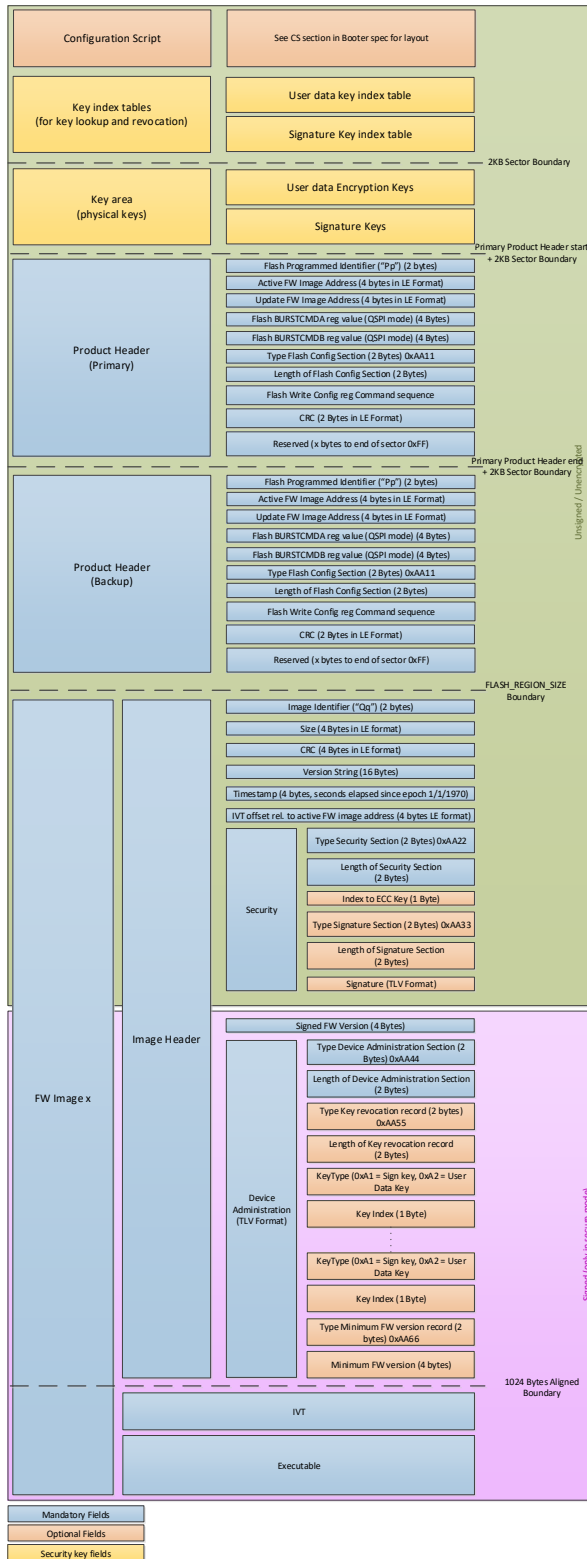 Configuration Script
See CS section in Booter spec for layout
Key index tables
(for key lookup and revocation)
User data key index table
Signature Key index table
2KB Sector Boundary
Key area
(physical keys)
User data Encryption Keys
Signature Keys
Primary Product Header start
+ 2KB Sector Boundary
Product Header
(Primary)
Flash Programmed Identifier ("Pp") (2 bytes)
Active FW Image Address (4 bytes in LE Format)
Update FW Image Address (4 bytes in LE Format)
Flash BURSTCMDA reg value (QSPI mode) (4 Bytes)
Flash BURSTCMDB reg value (QSPI mode) (4 Bytes)
Type Flash Config Section (2 Bytes) 0xAA11
Length of Flash Config Section (2 Bytes)
Flash Write Config reg Command sequence
CRC (2 Bytes in LE Format)
Reserved (x bytes to end of sector 0xFF)
Primary Product Header end
+ 2KB Sector Boundary
Unsigned / Unencrypted
Product Header
(Backup)
Flash Programmed Identifier ("Pp") (2 bytes)
Active FW Image Address (4 bytes in LE Format)
Update FW Image Address (4 bytes in LE Format)
Flash BURSTCMDA reg value (QSPI mode) (4 Bytes)
Flash BURSTCMDB reg value (QSPI mode) (4 Bytes)
Type Flash Config Section (2 Bytes) 0xAA11
Length of Flash Config Section (2 Bytes)
Flash Write Config reg Command sequence
CRC (2 Bytes in LE Format)
Reserved (x bytes to end of sector 0xFF)
FLASH_REGION_SIZE
Boundary
FW Image x
Image Header
Image Identifier ("Qq") (2 bytes)
Size (4 Bytes in LE format)
CRC (4 Bytes in LE format)
Version String (16 Bytes)
Timestamp (4 bytes, seconds elapsed since epoch 1/1/1970)
IVT offset rel. to active FW image address (4 bytes LE format)
Security
Type Security Section (2 Bytes) 0xAA22
Length of Security Section
(2 Bytes)
Index to ECC Key (1 Byte)
Type Signature Section (2 Bytes) 0xAA33
Length of Signature Section
(2 Bytes)
Signature (TLV Format)
Signed FW Version (4 Bytes)
Device
Administration
(TLV Format)
Type Device Administration Section (2
Bytes) 0xAA44
Length of Device Administration Section
(2 Bytes)
Type Key revocation record (2 bytes)
0xAA55
Length of Key revocation record
(2 Bytes)
KeyType (0xA1 = Sign key, 0xA2 = User
Data Key
Key Index (1 Byte)
. . . . .
KeyType (0xA1 = Sign key, 0xA2 = User
Data Key
Key Index (1 Byte)
Type Minimum FW version record (2
bytes) 0xAA66
Minimum FW version (4 bytes)
Signed (only in secure mode)
1024 Bytes Aligned
Boundary
IVT
Executable
Mandatory Fields
Optional Fields
Security key fields